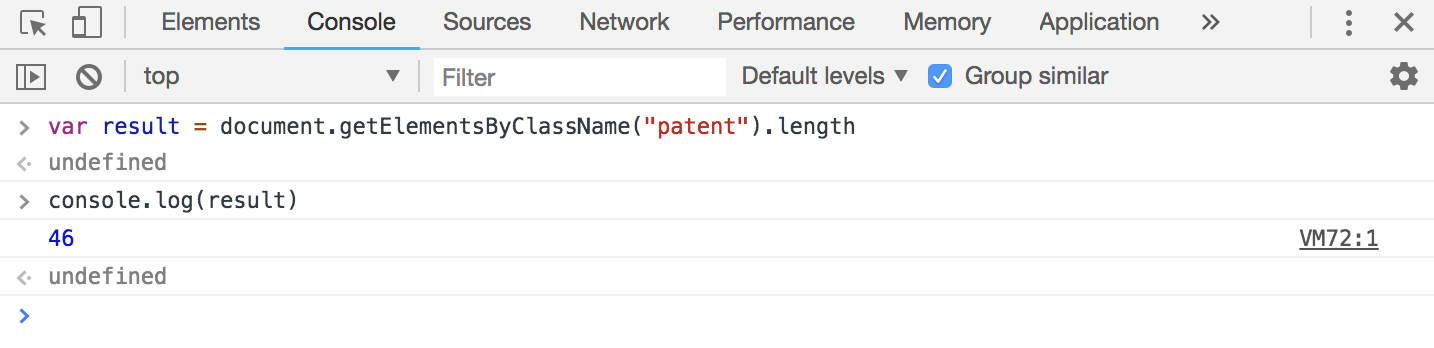 Elements Console Sources Network Performance Memory Application »
top ▼ Filter Default levels ▼ Group similar
> var result = document.getElementsByClassName("patent").length
undefined
> console.log(result)
46 VM72:1
undefined
>